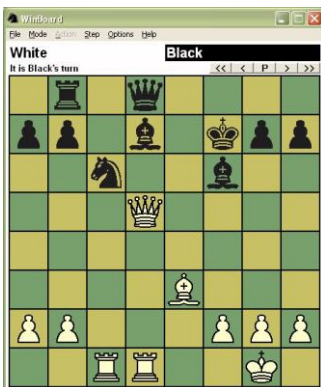 WinBoard
File Mode Action Step Options Help
White Black
It is Black's turn << < P > >>